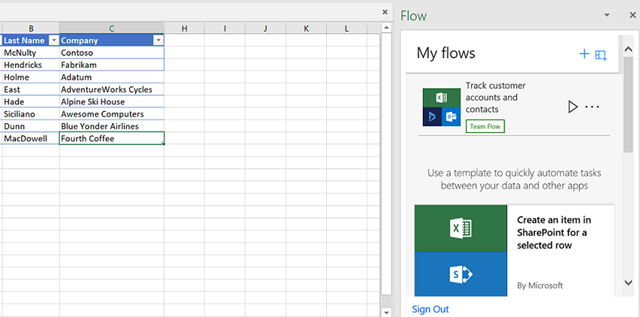 B C H I J K L
Last Name Company
McNulty Contoso
Hendricks Fabrikam
Holme Adatum
East AdventureWorks Cycles
Hade Alpine Ski House
Siciliano Awesome Computers
Dunn Blue Yonder Airlines
MacDowell Fourth Coffee
Flow
My flows
Track customer
accounts and
contacts
Team Flow
Use a template to quickly automate tasks
between your data and other apps
Create an item in
SharePoint for a
selected row
By Microsoft
Sign Out